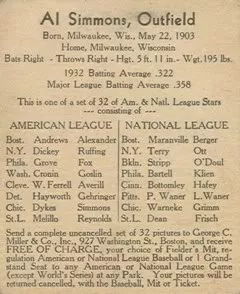 Al Simmons, Outfield
Born, Milwaukee, Wis., May 22, 1903
Home, Milwaukee, Wisconsin
Bats Right - Throws Right - Hgt. 5 ft. 11 in. - Wgt. 195 lbs.
1932 Batting Average .322
Major League Batting Average .358
This is one of a set of 32 of Am. & Natl. League Stars
— consisting of —
AMERICAN LEAGUE NATIONAL LEAGUE
Bost. Andrews Alexander Bost. Maranville Berger
N.Y. Dickey Ruffing N.Y. Terry Ott
Phila. Grove Fox Bkln. Stripp O'Doul
Wash. Cronin Goslin Phila. Bartell Klien
Cleve. W. Ferrell Averill Cinn. Bottomley Hafey
Det. Hayworth Gehringer Pitts. P. Waner L. Waner
Chic. Dykes Simmons Chic. Warneke Grimm
St.L. Melillo Reynolds St.L. Dean Frisch
Send a complete uncancelled set of 32 pictures to George C.
Miller & Co., Inc., 927 Washington St., Boston, and receive
FREE OF CHARGE, your choice of Fielder's Mit, regulation
American or National League Baseball or 1 Grand-
stand Seat to any American or National League Game
(except World's Series) at any Park. Your pictures will be
returned cancelled, with the Baseball, Mit or Ticket.